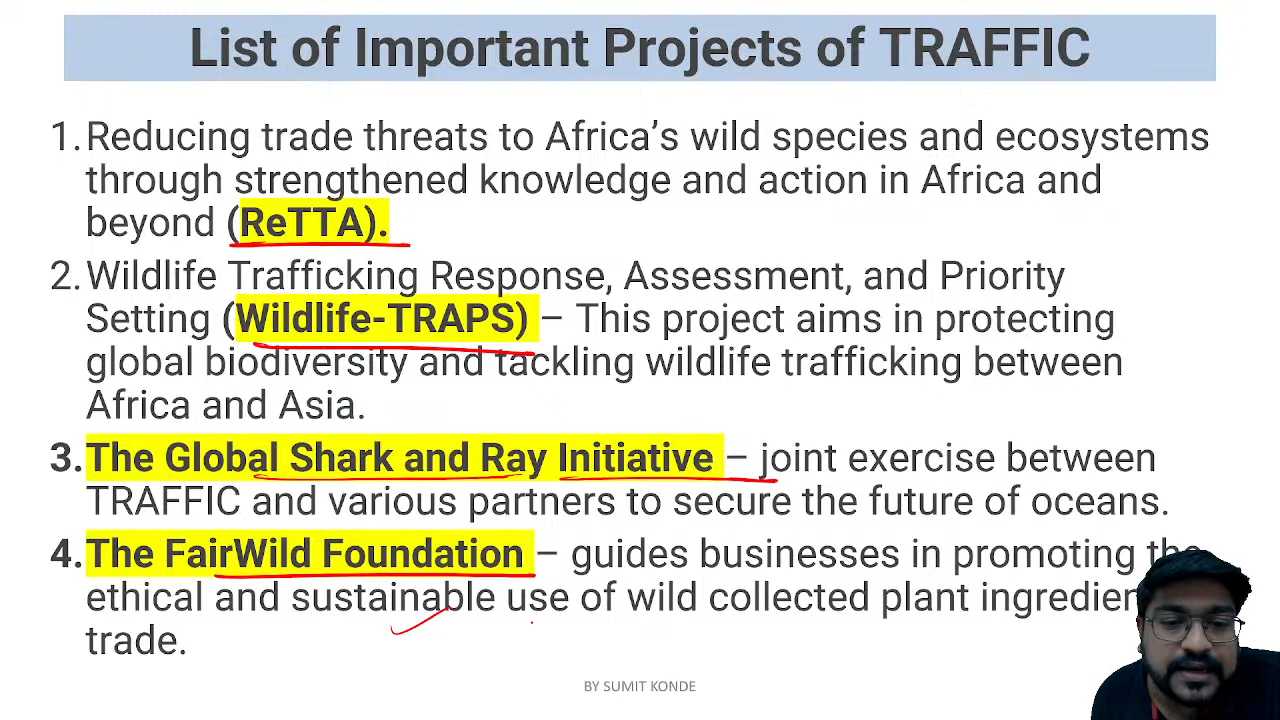 List of Important Projects of TRAFFIC
1. Reducing trade threats to Africa's wild species and ecosystems
through strengthened knowledge and action in Africa and
beyond (ReTTA).
2. Wildlife Trafficking Response, Assessment, and Priority
Setting (Wildlife-TRAPS) – This project aims in protecting
global biodiversity and tackling wildlife trafficking between
Africa and Asia.
3. The Global Shark and Ray Initiative – joint exercise between
TRAFFIC and various partners to secure the future of oceans.
4. The FairWild Foundation – guides businesses in promoting the
ethical and sustainable use of wild collected plant
trade.
BY SUMIT KONDE